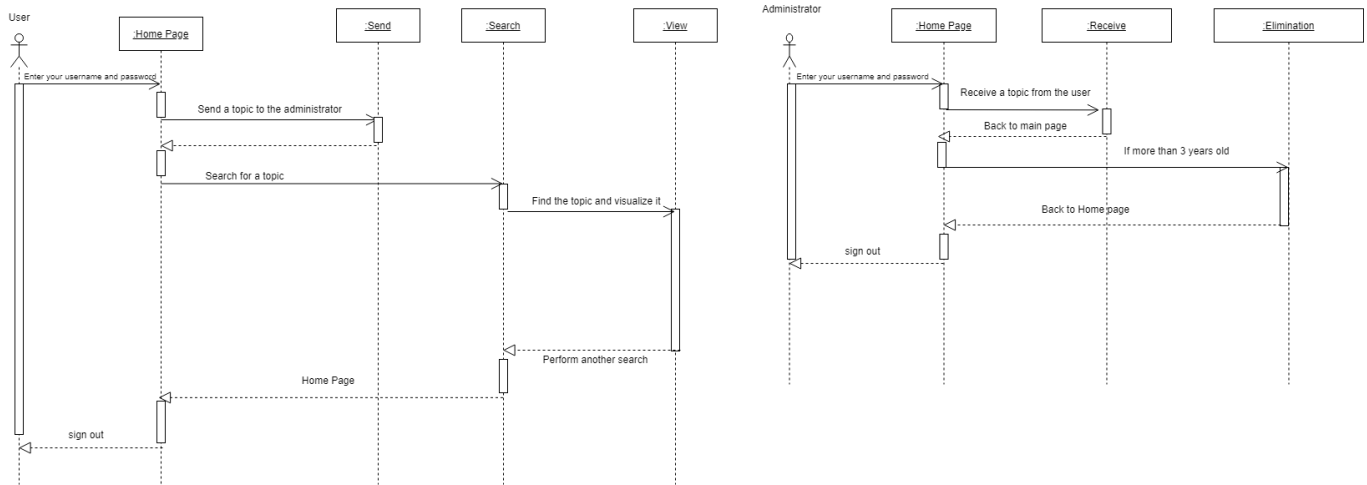 User
:Home Page
:Send
:Search
:View
Enter your username and password
Send a topic to the administrator
Search for a topic
Find the topic and visualize it
Perform another search
Home Page
sign out
Administrator
:Home Page
:Receive
:Elimination
Enter your username and password
Receive a topic from the user
Back to main page
If more than 3 years old
Back to Home page
sign out